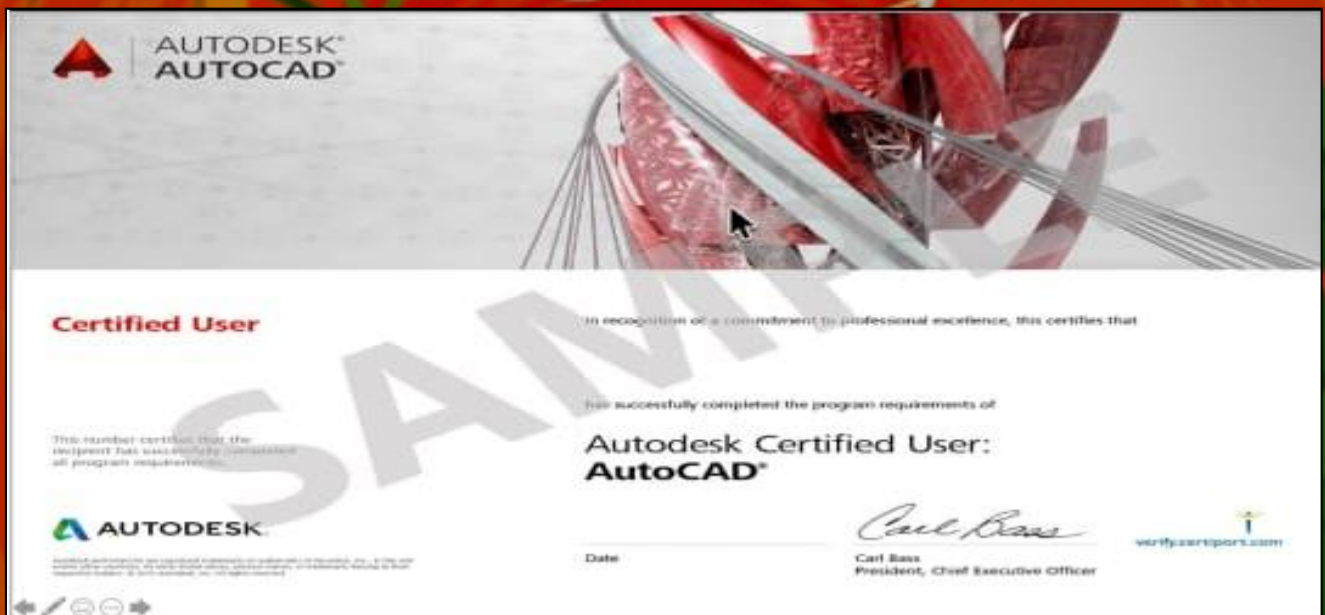 AUTODESK®
AUTOCAD®
SAMPLE
Certified User
In recognition of a commitment to professional excellence, this certifies that
has successfully completed the program requirements of
This number certifies that the
recipient has successfully completed
all program requirements.
Autodesk Certified User:
AutoCAD®
AUTODESK.
Carl Bass
verify.certiport.com
Date
Carl Bass
President, Chief Executive Officer